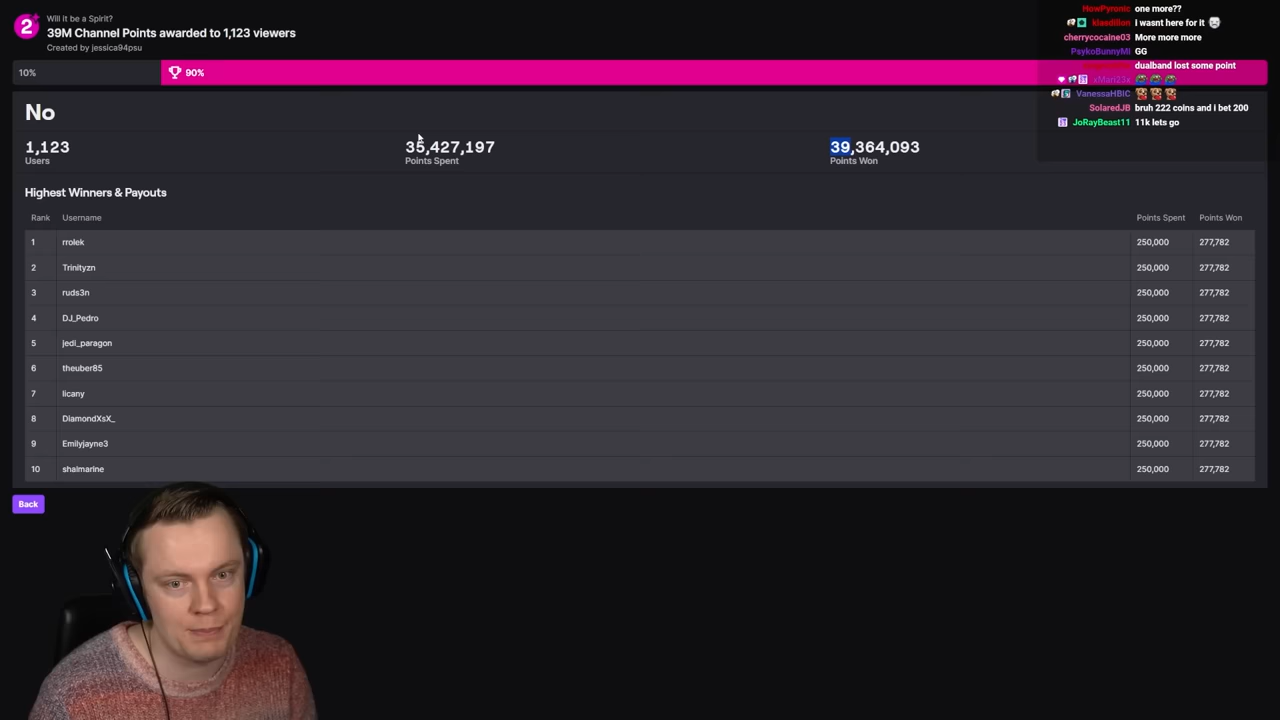 2
Will it be a Spirit?
39M Channel Points awarded to 1,123 viewers
Created by jessica94psu
10%
90%
No
1,123
Users
35,427,197
Points Spent
39,364,093
Points Won
Highest Winners & Payouts
Rank Username Points Spent Points Won
1 rrolek 250,000 277,782
2 Trinityzn 250,000 277,782
3 ruds3n 250,000 277,782
4 DJ_Pedro 250,000 277,782
5 jedi_paragon 250,000 277,782
6 theuber85 250,000 277,782
7 licany 250,000 277,782
8 DiamondXsX_ 250,000 277,782
9 Emilyjayne3 250,000 277,782
10 shalmarine 250,000 277,782
Back
HowPyronic one more??
klasdillon I wasnt here for it
cherrycocaine03 More more more
PsykoBunnyMi GG
dualband lost some point
xMari23x
VanessaHBIC
SolaredJB bruh 222 coins and I bet 200
JoRayBeast11 11k lets go